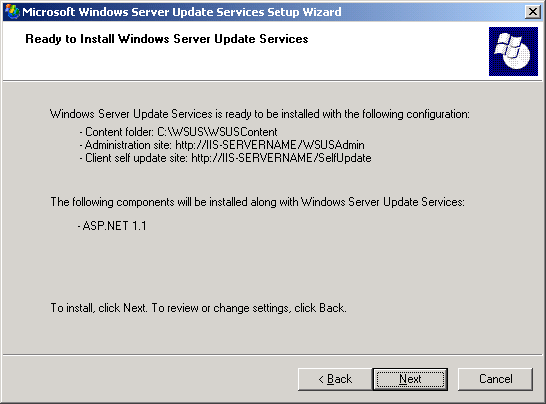 Microsoft Windows Server Update Services Setup Wizard
Ready to Install Windows Server Update Services
Windows Server Update Services is ready to be installed with the following configuration:
- Content folder: C:\WSUS\WSUSContent
- Administration site: http://IIS-SERVERNAME/WSUSAdmin
- Client self update site: http://IIS-SERVERNAME/SelfUpdate
The following components will be installed along with Windows Server Update Services:
- ASP.NET 1.1
To install, click Next. To review or change settings, click Back.
< Back
Next
Cancel